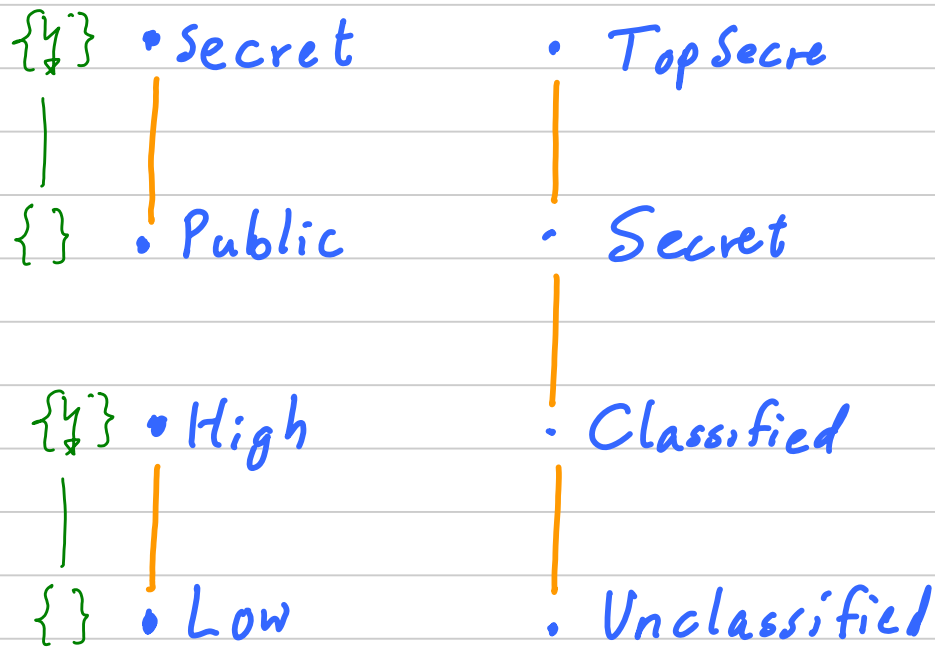 {↯} • Secret • TopSecre
{ } • Public • Secret
{↯} • High • Classified
{ } • Low • Unclassified